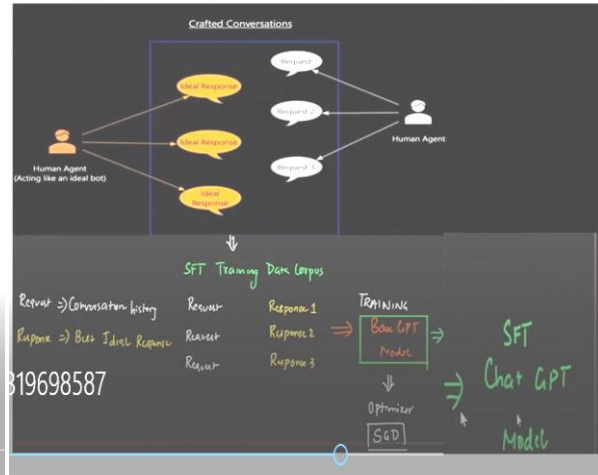 Crafted Conversations
Request
Ideal Response
Request 2
Ideal Response
Human Agent
Request 3
Human Agent
(Acting like an ideal bot)
Ideal
Response
SFT Training Data Corpus
Request => Conversation history
Request Response 1
TRAINING
Respone => Best Ideal Response
Request Response 2
Base GPT
Model
Request Response 3
SFT
Chat GPT
Model
819698587
Optimizer
SGD